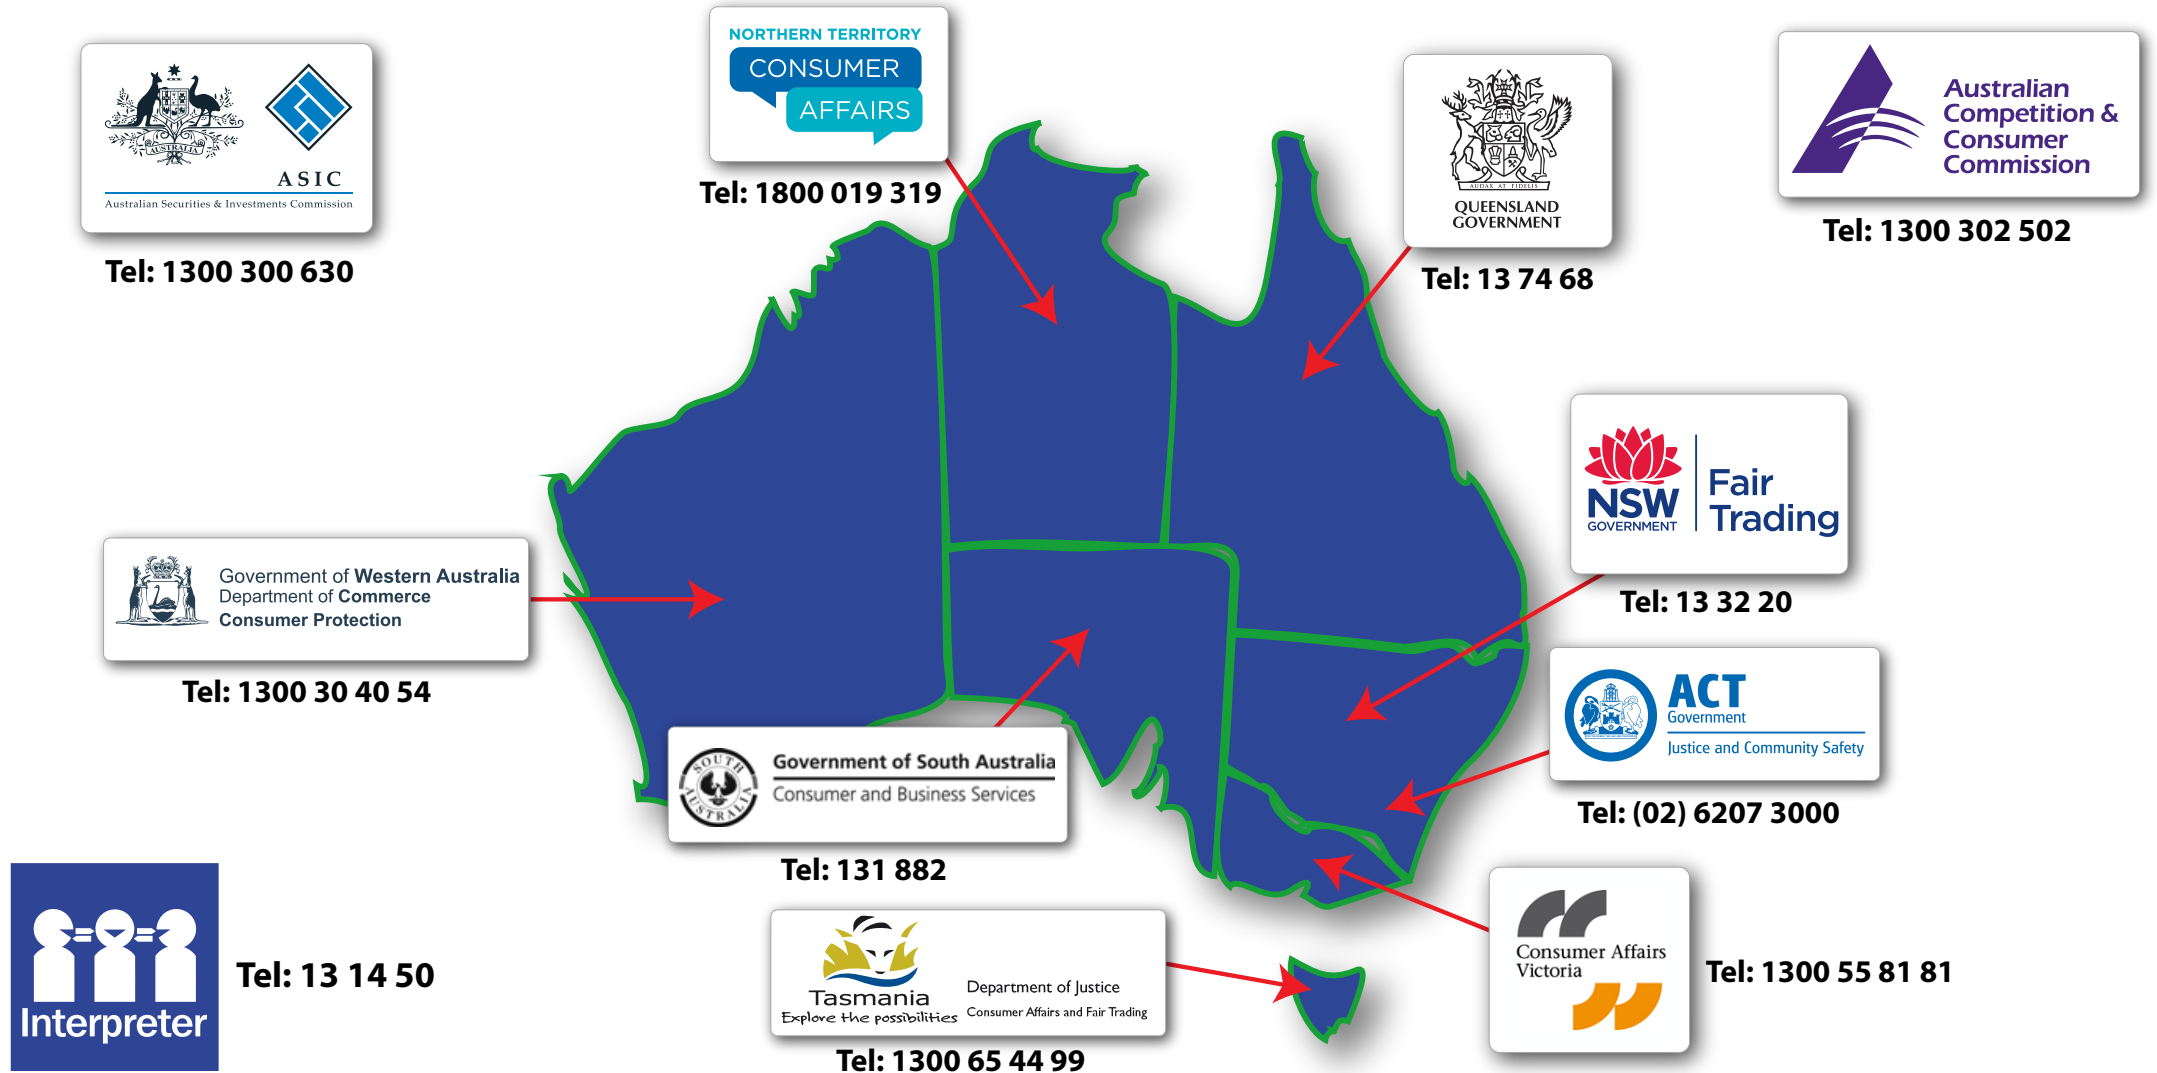 AUSTRALIA
ASIC
Australian Securities & Investments Commission
Tel: 1300 300 630
NORTHERN TERRITORY
CONSUMER
AFFAIRS
Tel: 1800 019 319
AUDAX AT FIDELIS
QUEENSLAND
GOVERNMENT
Tel: 13 74 68
Australian
Competition &
Consumer
Commission
Tel: 1300 302 502
NSW
GOVERNMENT
Fair
Trading
Tel: 13 32 20
Government of Western Australia
Department of Commerce
Consumer Protection
Tel: 1300 30 40 54
ACT
Government
Justice and Community Safety
Tel: (02) 6207 3000
SOUTH
AUSTRALIA
Government of South Australia
Consumer and Business Services
Tel: 131 882
Interpreter
Tel: 13 14 50
Tasmania
Explore the possibilities
Department of Justice
Consumer Affairs and Fair Trading
Tel: 1300 65 44 99
Consumer Affairs
Victoria
Tel: 1300 55 81 81